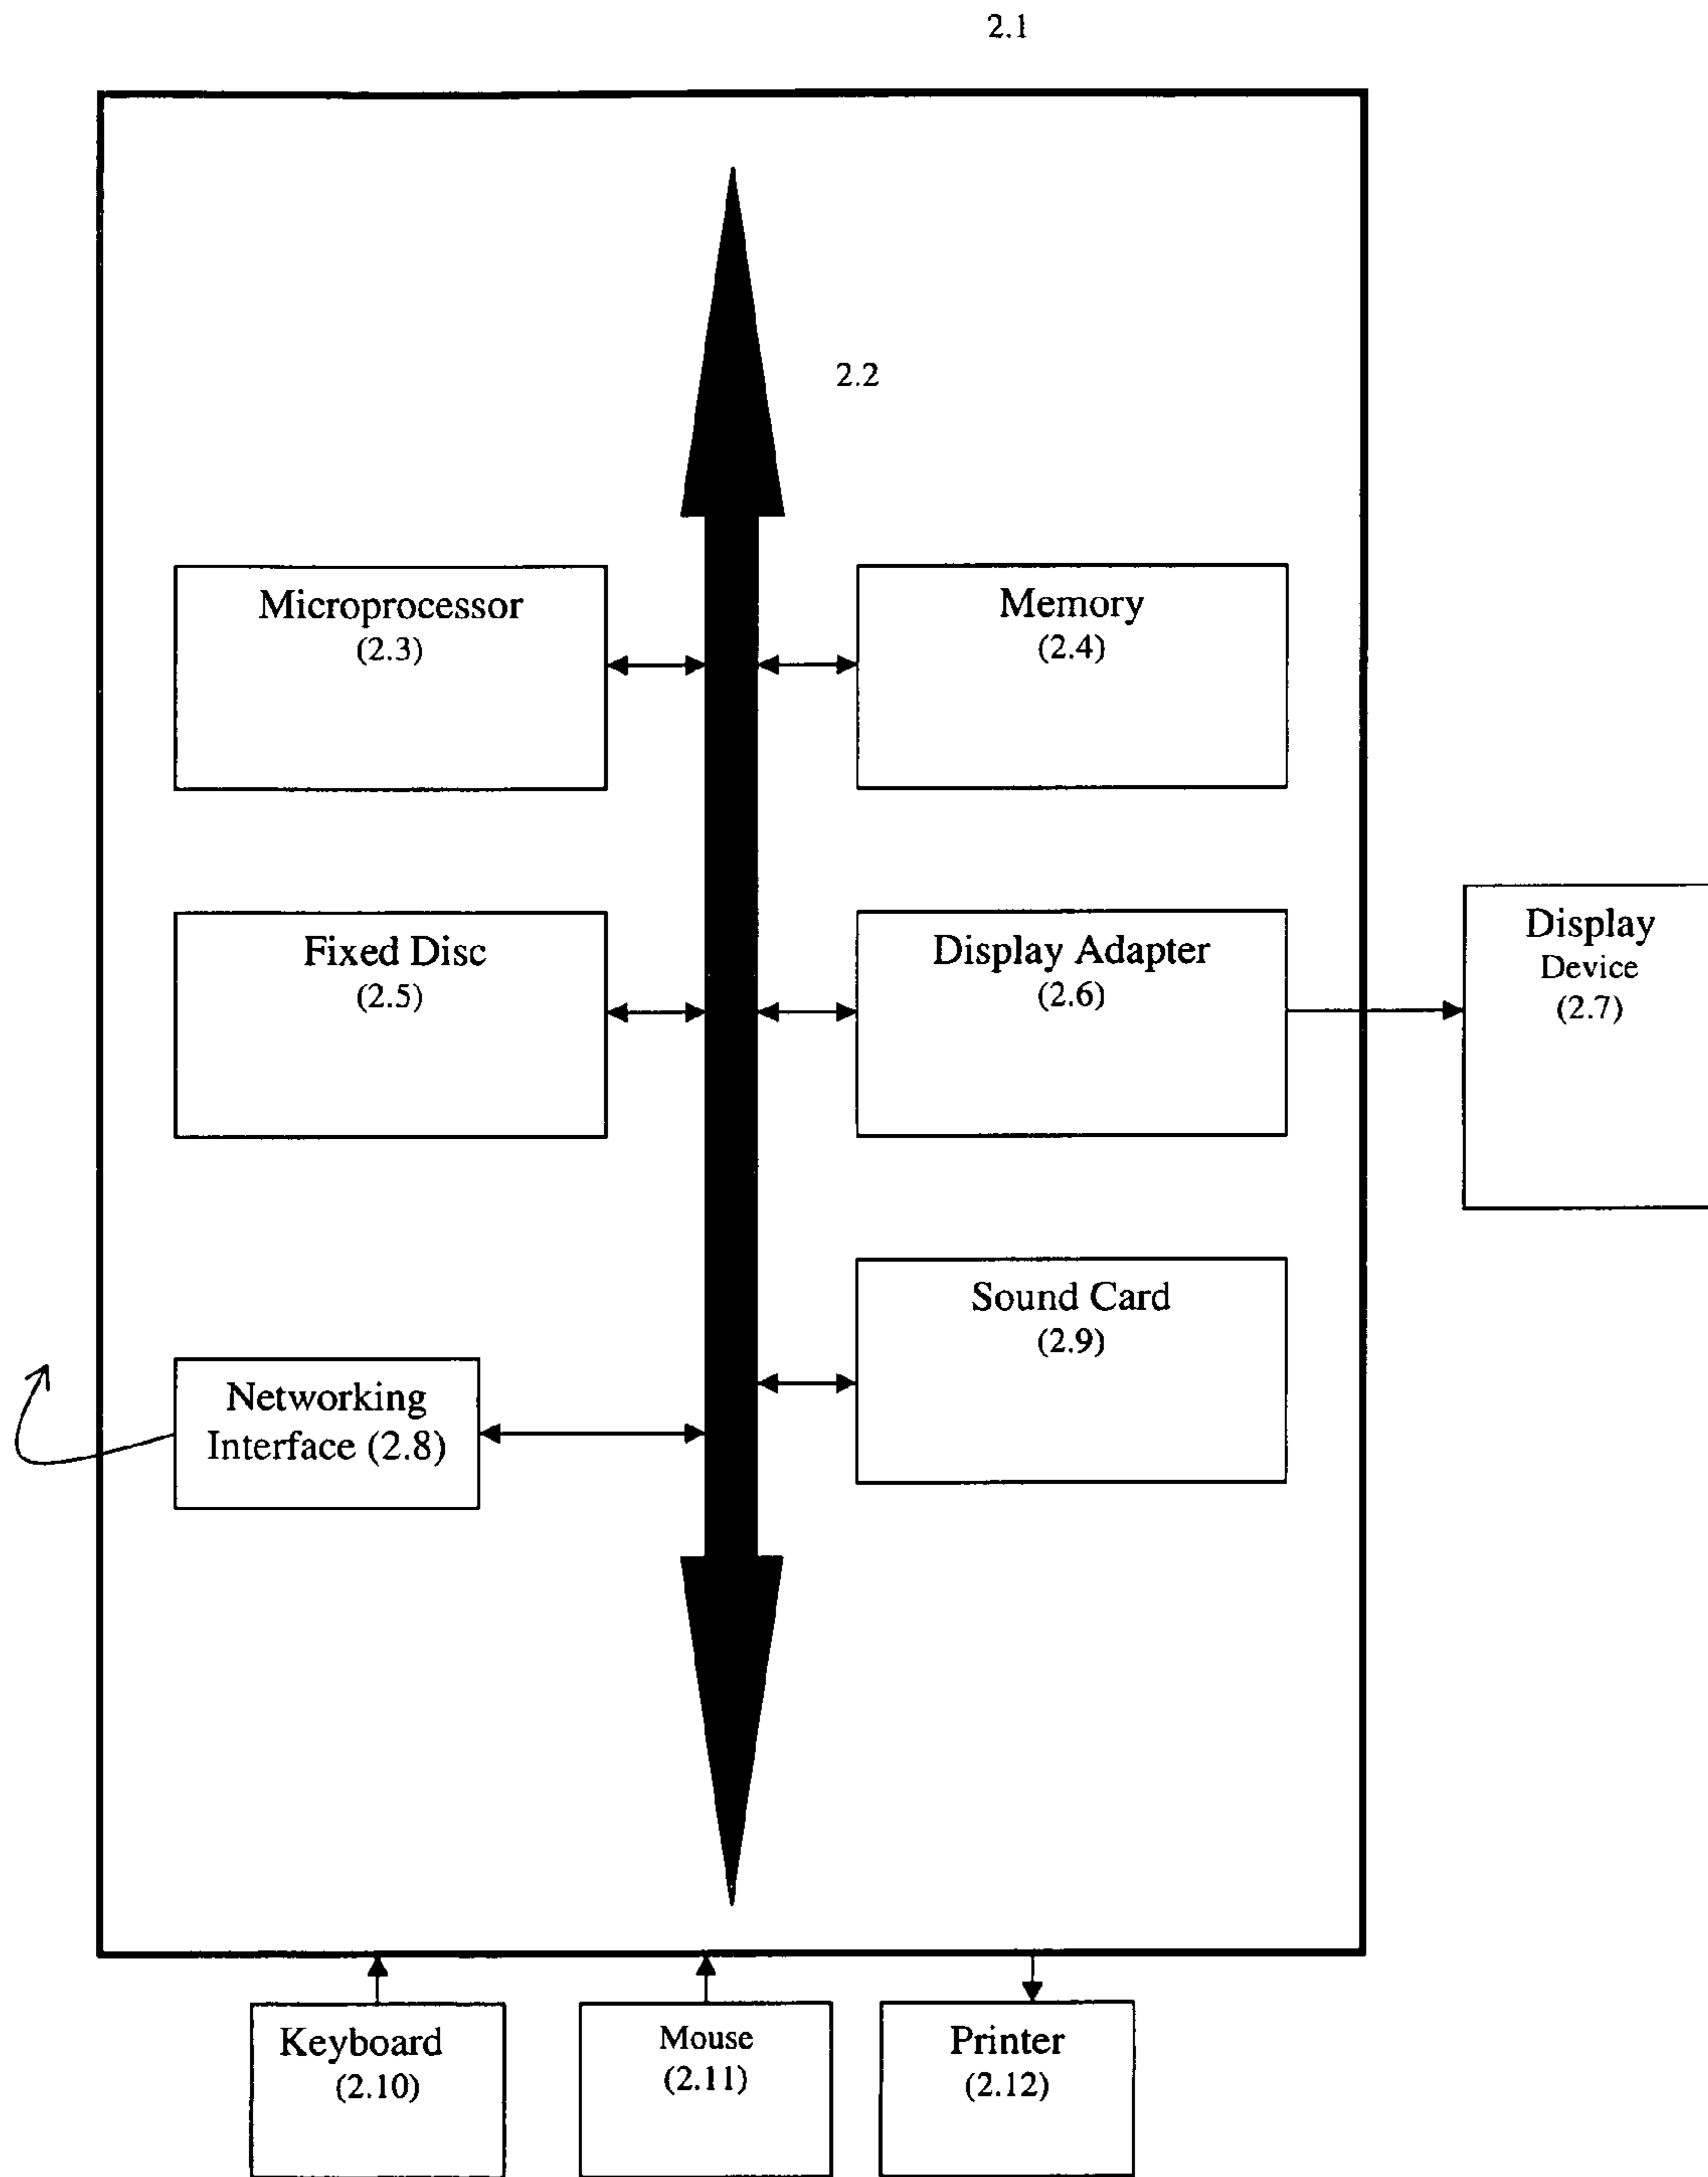 2.1
2.2
Microprocessor
(2.3)
Memory
(2.4)
Fixed Disc
(2.5)
Display Adapter
(2.6)
Display
Device
(2.7)
Sound Card
(2.9)
Networking
Interface (2.8)
Keyboard
(2.10)
Mouse
(2.11)
Printer
(2.12)